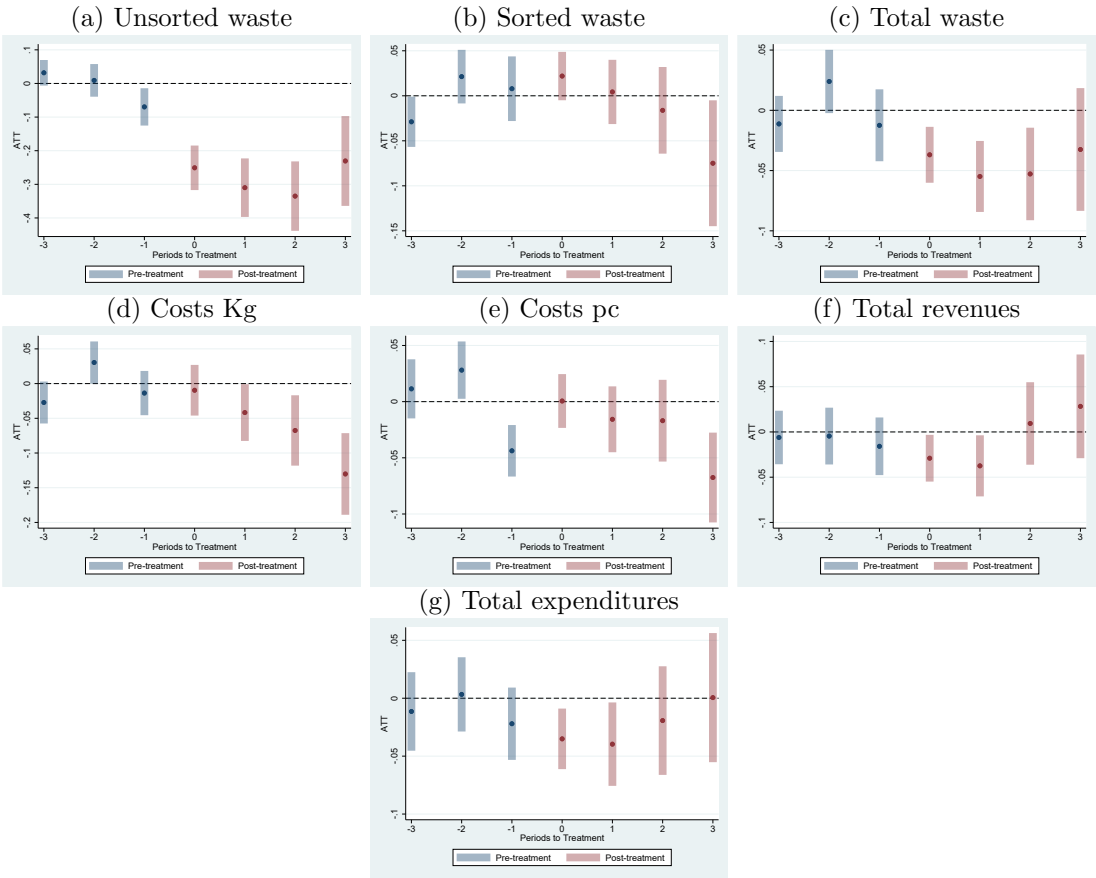 (a) Unsorted waste
ATT
.1
0
-.1
-.2
-.3
-.4
-3 -2 -1 0 1 2 3
Periods to Treatment
Pre-treatment Post-treatment
(b) Sorted waste
ATT
.05
0
-.05
-.1
-.15
-3 -2 -1 0 1 2 3
Periods to Treatment
Pre-treatment Post-treatment
(c) Total waste
ATT
.05
0
-.05
-.1
-3 -2 -1 0 1 2 3
Periods to Treatment
Pre-treatment Post-treatment
(d) Costs Kg
ATT
.05
0
-.05
-.1
-.15
-.2
-3 -2 -1 0 1 2 3
Periods to Treatment
Pre-treatment Post-treatment
(e) Costs pc
ATT
.05
0
-.05
-.1
-3 -2 -1 0 1 2 3
Periods to Treatment
Pre-treatment Post-treatment
(f) Total revenues
ATT
.1
.05
0
-.05
-.1
-3 -2 -1 0 1 2 3
Periods to Treatment
Pre-treatment Post-treatment
(g) Total expenditures
ATT
.05
0
-.05
-.1
-3 -2 -1 0 1 2 3
Periods to Treatment
Pre-treatment Post-treatment